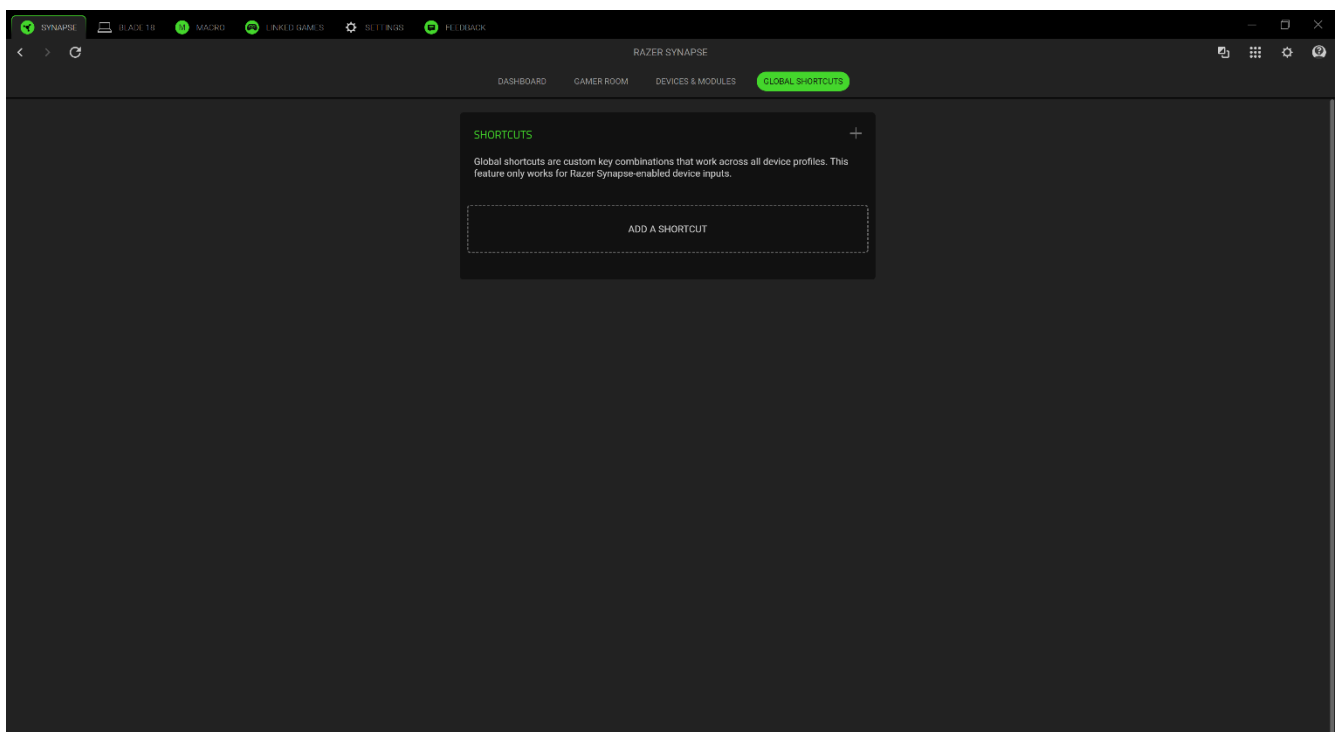 SYNAPSE
BLADE 18
MACRO
LINKED GAMES
SETTINGS
FEEDBACK
RAZER SYNAPSE
DASHBOARD
GAMER ROOM
DEVICES & MODULES
GLOBAL SHORTCUTS
SHORTCUTS
Global shortcuts are custom key combinations that work across all device profiles. This
feature only works for Razer Synapse-enabled device inputs.
ADD A SHORTCUT